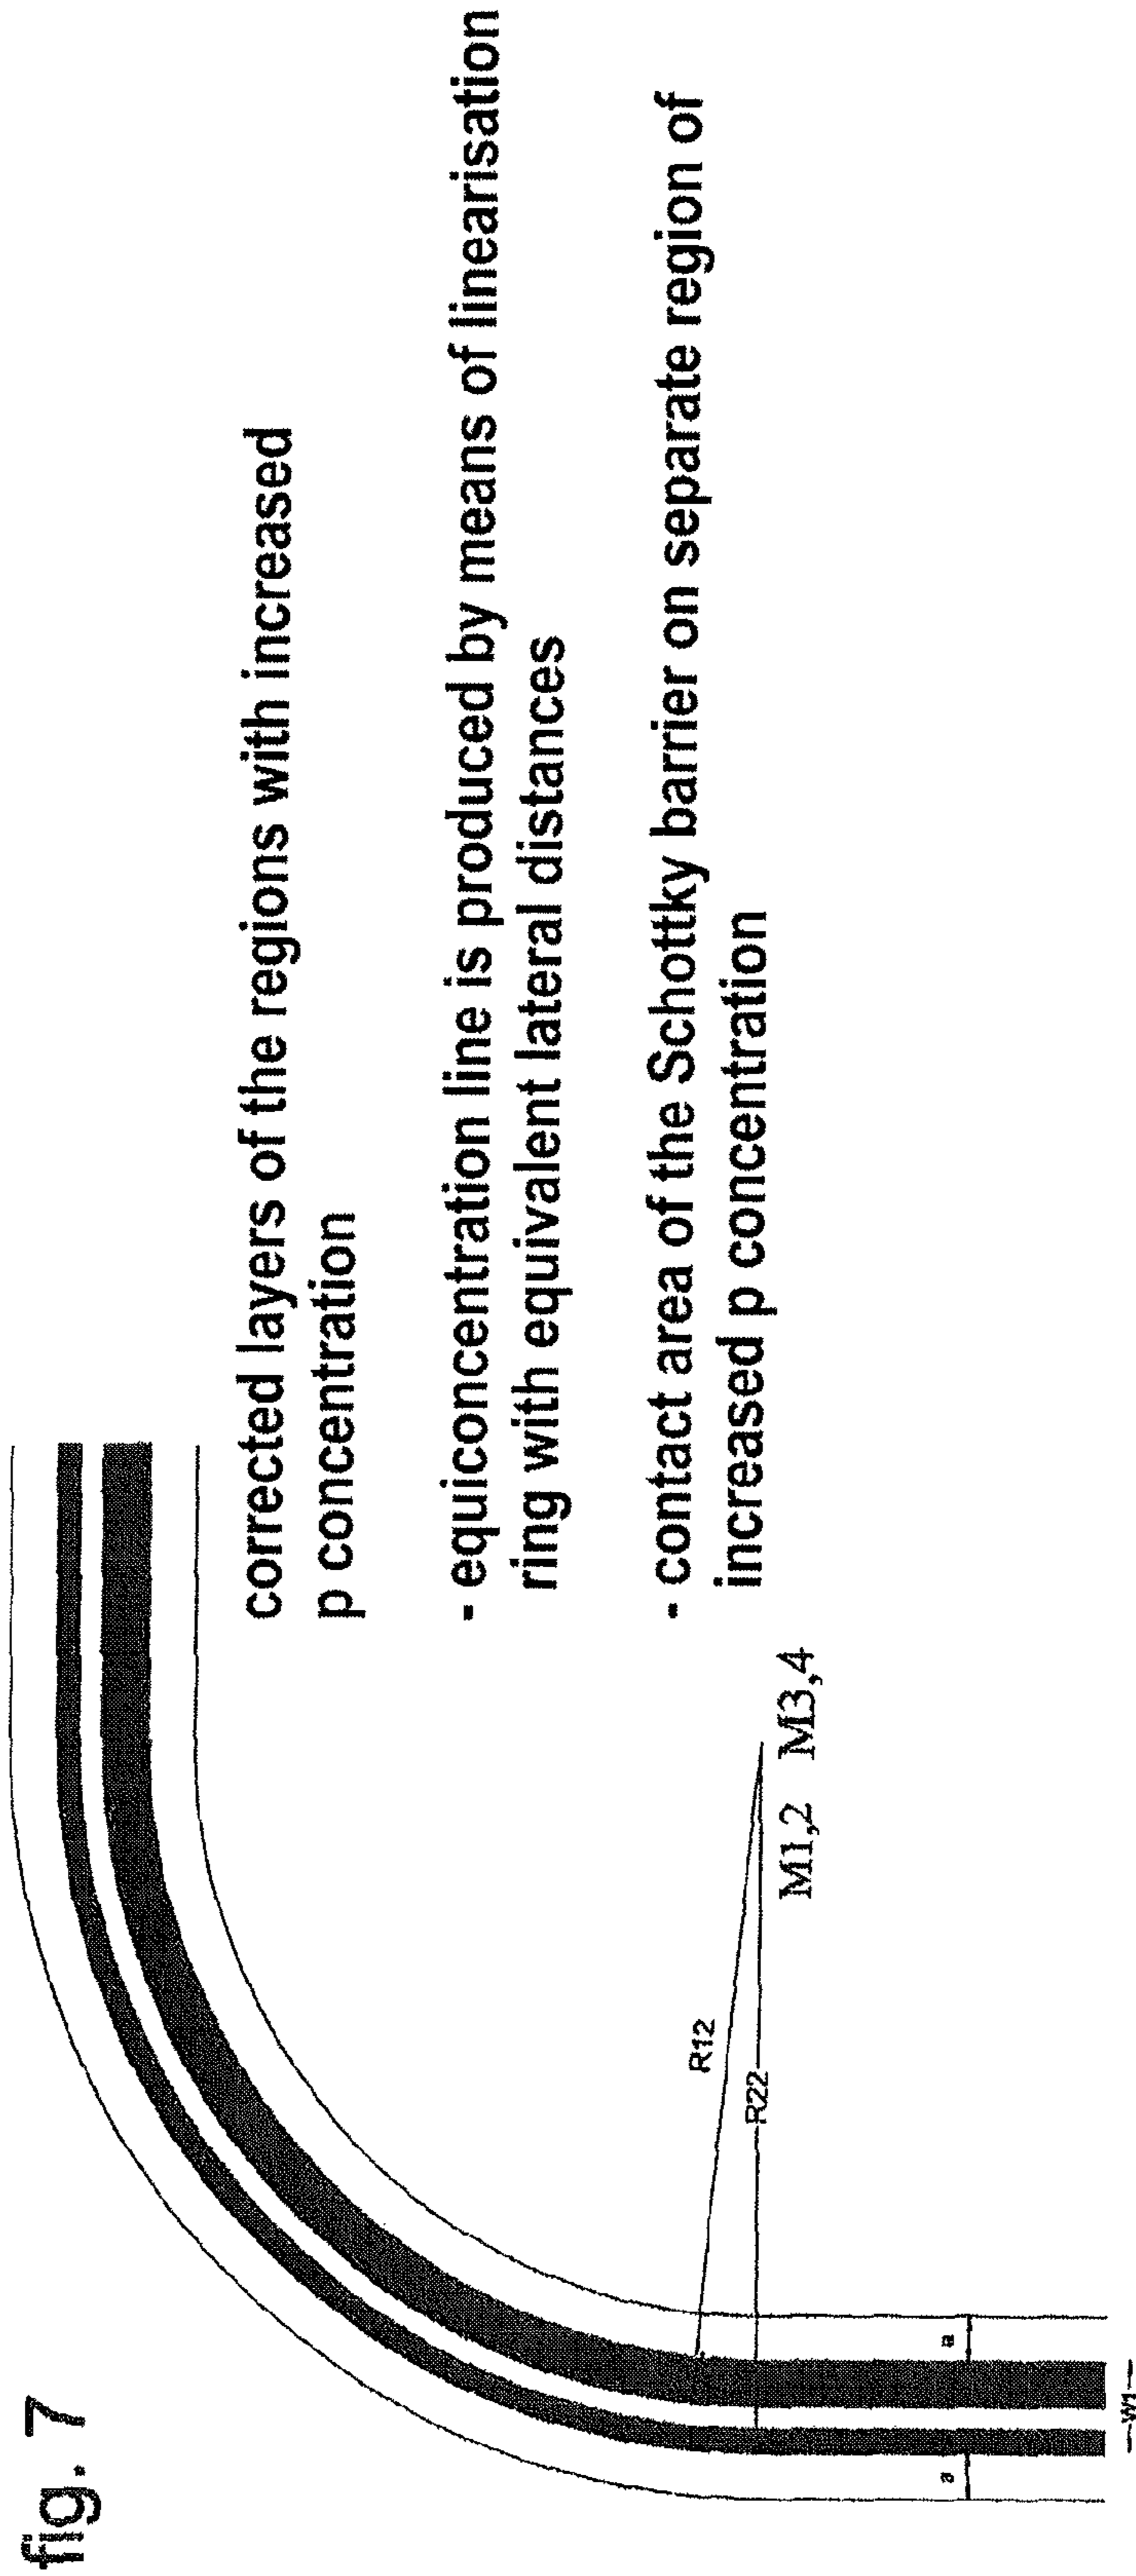 fig. 7
corrected layers of the regions with increased
p concentration
- equiconcentration line is produced by means of linearisation
ring with equivalent lateral distances
- contact area of the Schottky barrier on separate region of
increased p concentration
R12
R22
M1,2 M3,4
a
a
W1